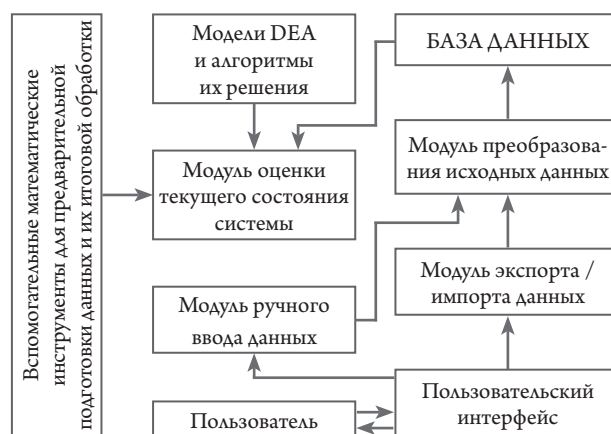 Вспомогательные математические
инструменты для предварительной
подготовки данных и их итоговой обработки
Модели DEA
и алгоритмы
их решения
БАЗА ДАННЫХ
Модуль оценки
текущего состояния
системы
Модуль преобразова-
ния исходных данных
Модуль экспорта /
импорта данных
Модуль ручного
ввода данных
Пользовательский
интерфейс
Пользователь